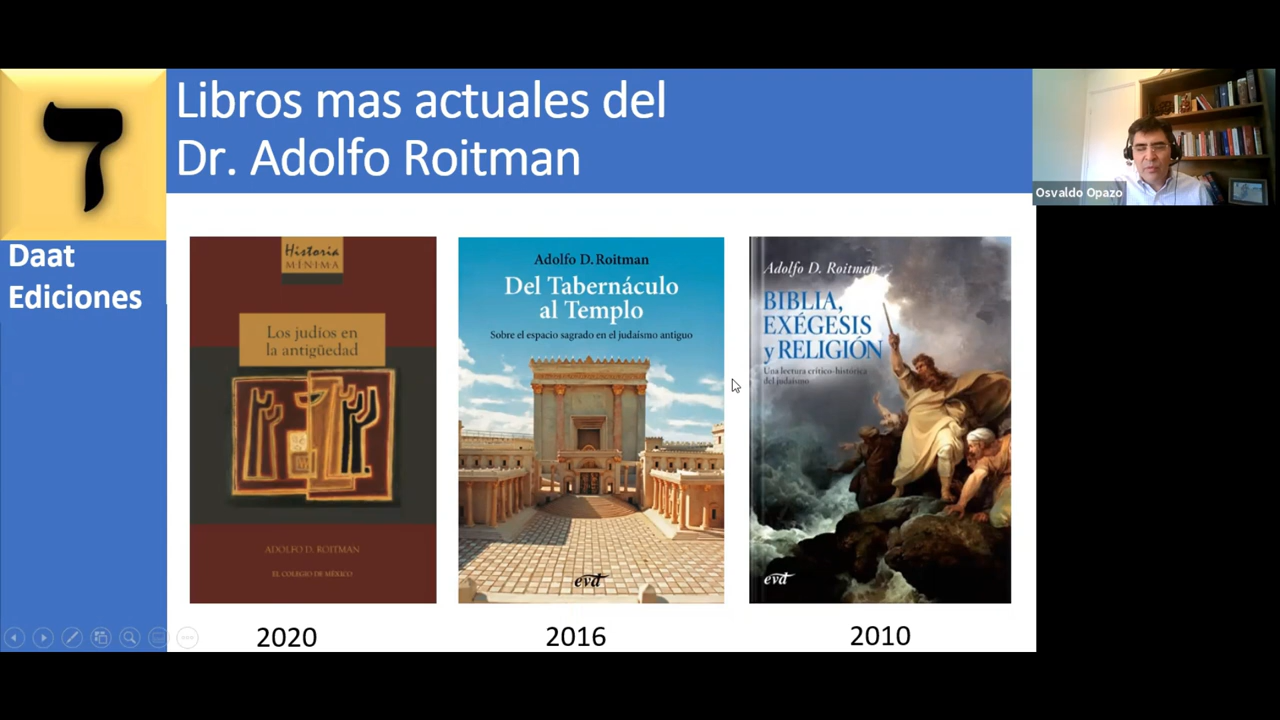 ד
Daat
Ediciones
Libros mas actuales del
Dr. Adolfo Roitman
Osvaldo Opazo
Historia
MÍNIMA
Los judíos en
la antigüedad
ADOLFO D. ROITMAN
EL COLEGIO DE MÉXICO
2020
Adolfo D. Roitman
Del Tabernáculo
al Templo
Sobre el espacio sagrado en el judaísmo antiguo
evd
2016
Adolfo D. Roitman
BIBLIA,
EXÉGESIS
y RELIGIÓN
Una lectura crítico-histórica
del judaísmo
evd
2010